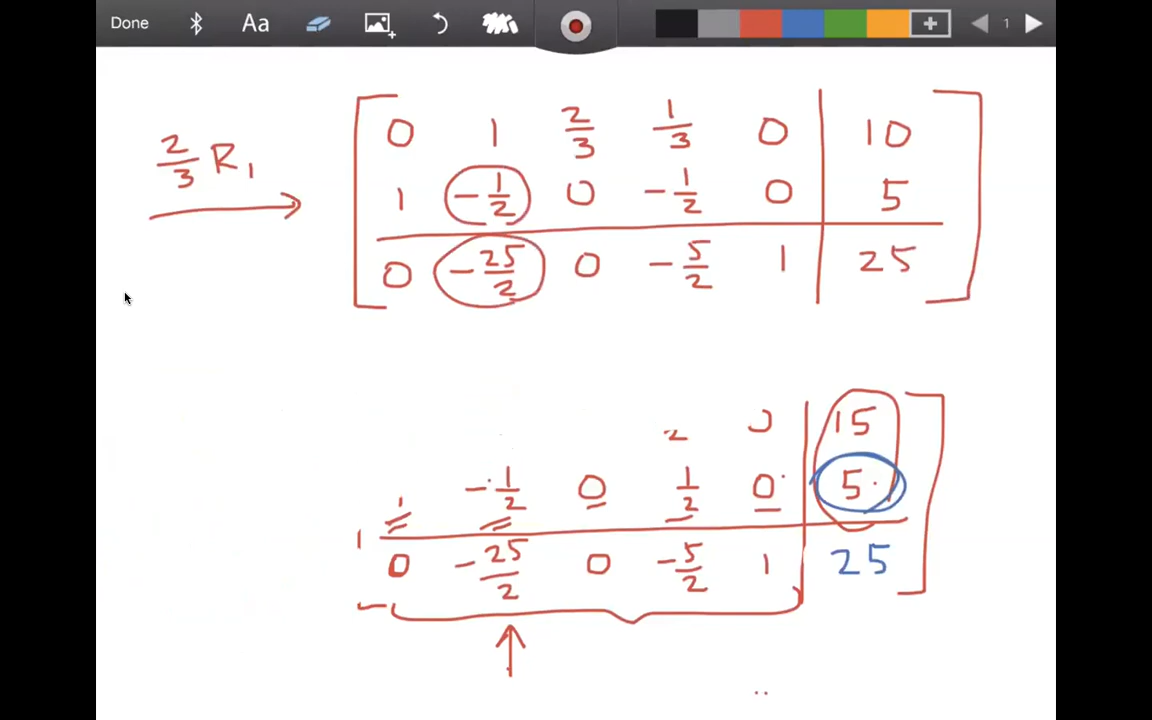 Done Aa 1
2/3 R1
0 1 2/3 1/3 0 10
1 -1/2 0 -1/2 0 5
0 -25/2 0 -5/2 1 25
0 15
1 -1/2 0 1/2 0 5
0 -25/2 0 -5/2 1 25